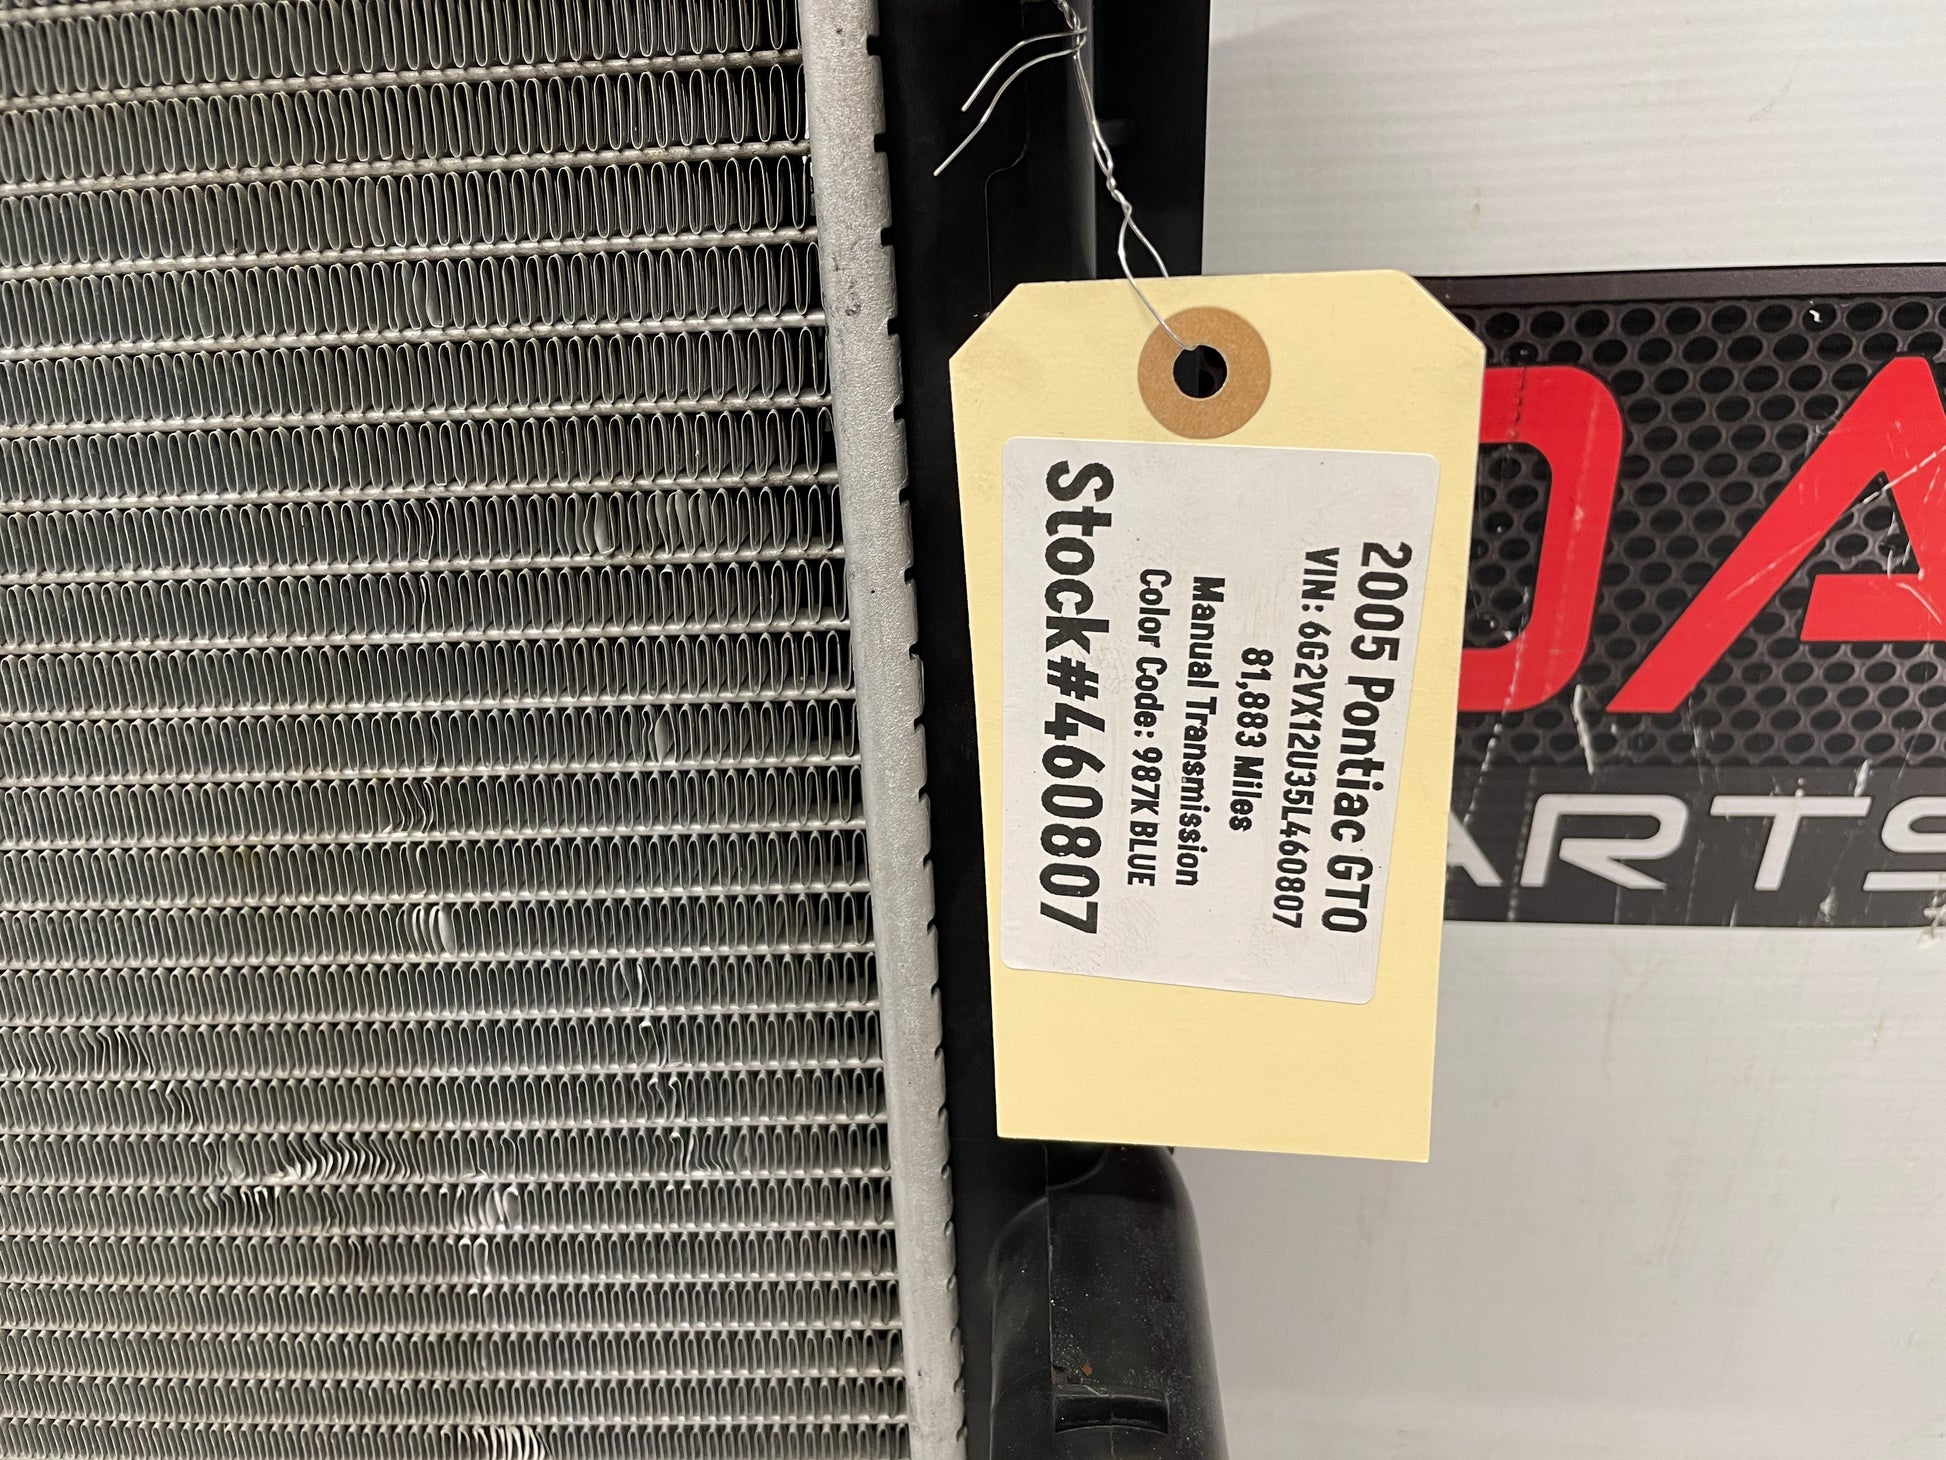 2005 Pontiac GTO
VIN: 6G2VX12U35L460807
81,883 Miles
Manual Transmission
Color Code: 987K BLUE
Stock#460807